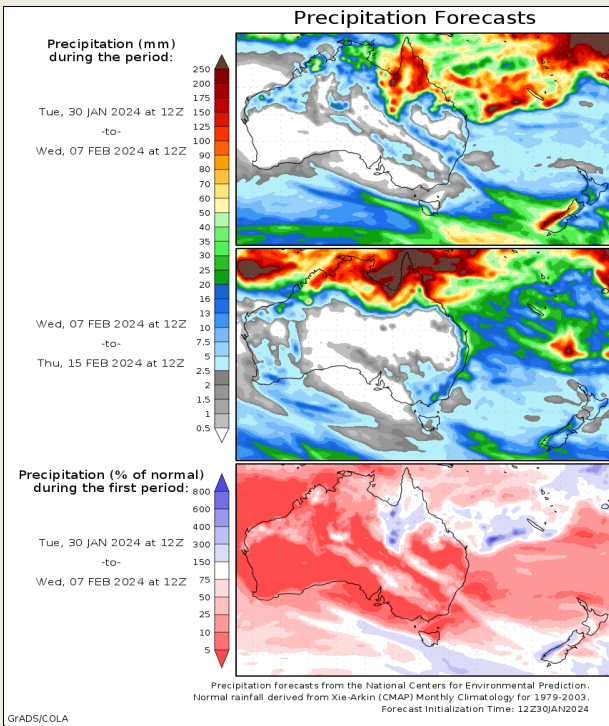 Precipitation Forecasts
Precipitation (mm)
during the period:
Tue, 30 JAN 2024 at 12Z
-to-
Wed, 07 FEB 2024 at 12Z
250
200
175
150
125
100
90
80
70
60
50
40
35
30
25
20
16
13
10
7.5
5
2.5
2
1.5
1
0.5
Wed, 07 FEB 2024 at 12Z
-to-
Thu, 15 FEB 2024 at 12Z
Precipitation (% of normal)
during the first period:
Tue, 30 JAN 2024 at 12Z
-to-
Wed, 07 FEB 2024 at 12Z
800
600
400
300
150
75
50
25
10
5
Precipitation forecasts from the National Centers for Environmental Prediction.
Normal rainfall derived from Xie-Arkin (CMAP) Monthly Climatology for 1979-2003.
Forecast Initialization Time: 12Z30JAN2024
GrADS/COLA